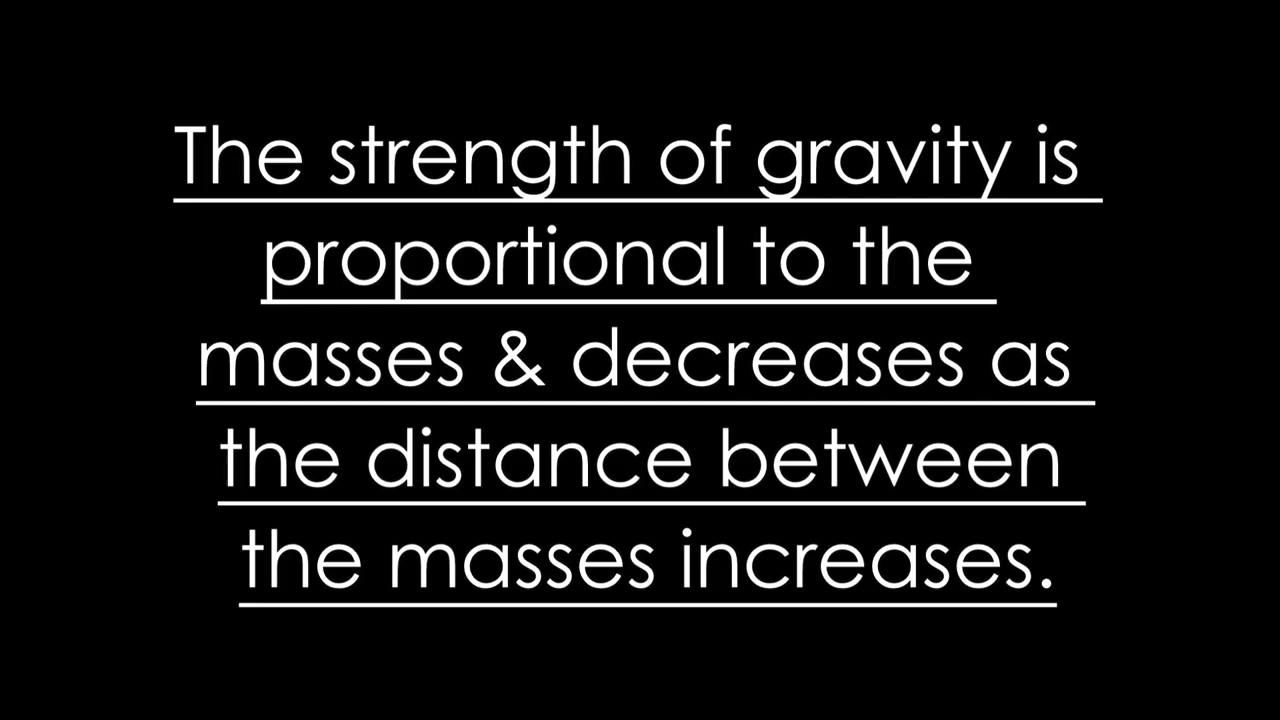 The strength of gravity is
proportional to the
masses & decreases as
the distance between
the masses increases.